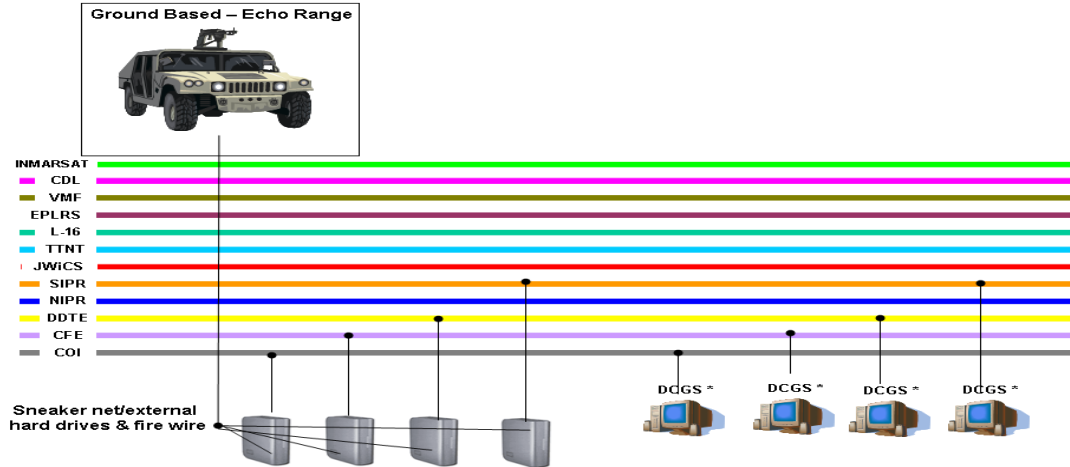 Ground Based – Echo Range
INMARSAT
CDL
VMF
EPLRS
L-16
TTNT
JWiCS
SIPR
NIPR
DDTE
CFE
COI
DCGS *
DCGS *
DCGS *
DCGS *
Sneaker net/external
hard drives & fire wire